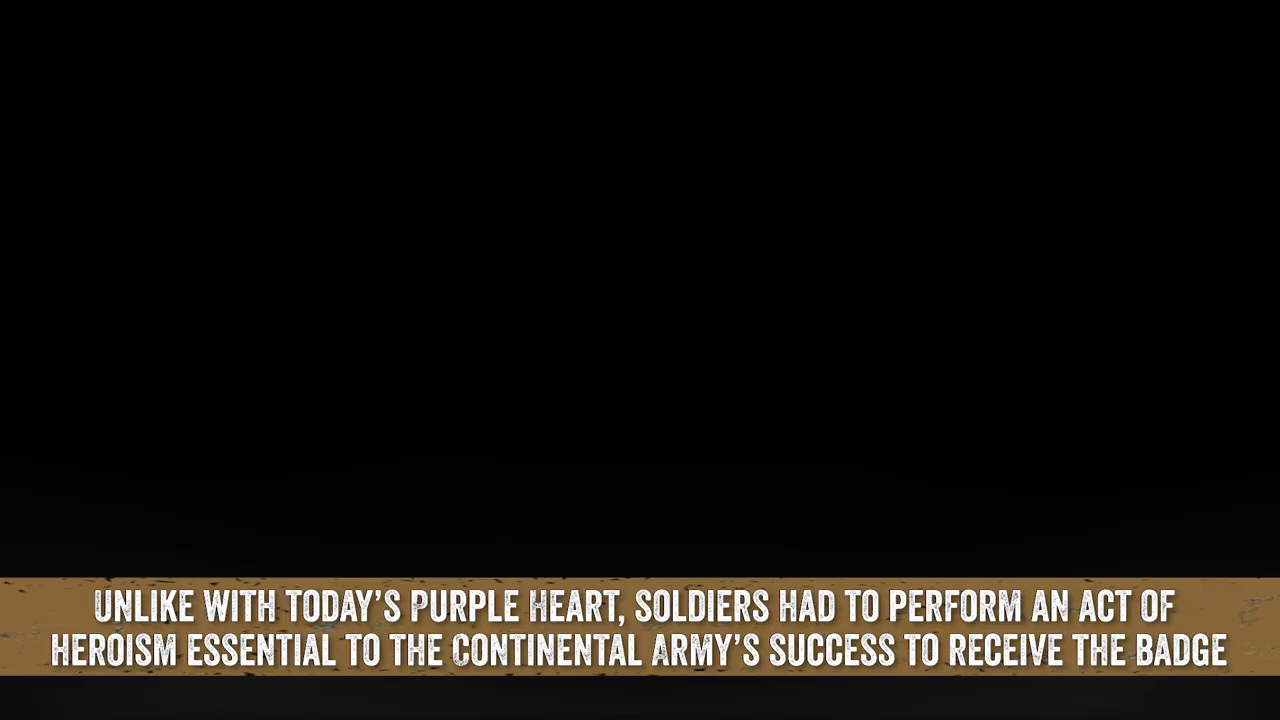 UNLIKE WITH TODAY’S PURPLE HEART, SOLDIERS HAD TO PERFORM AN ACT OF
HEROISM ESSENTIAL TO THE CONTINENTAL ARMY’S SUCCESS TO RECEIVE THE BADGE